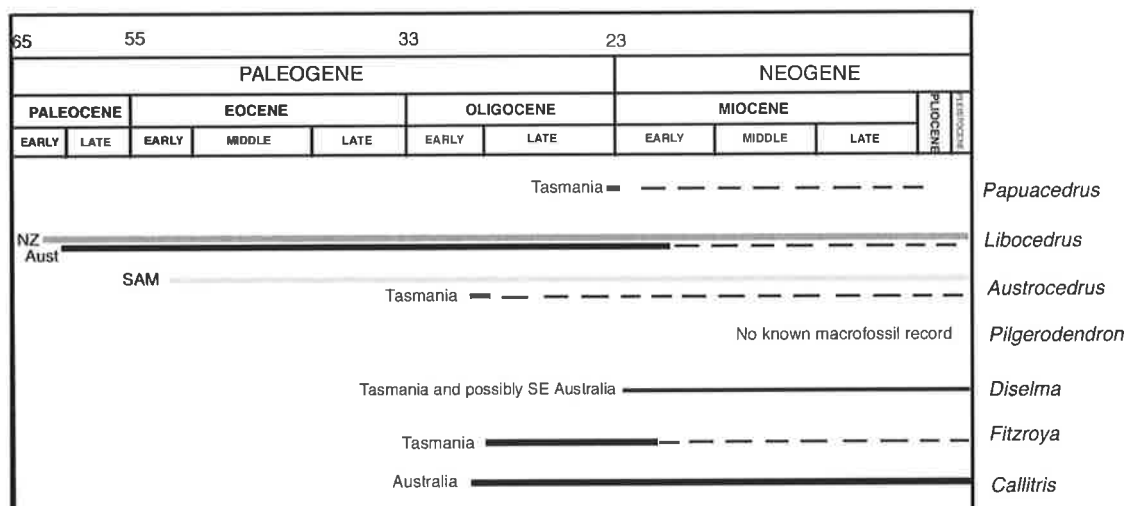 65 55 33 23
PALEOGENE NEOGENE
PALEOCENE EOCENE OLIGOCENE MIOCENE PLIOCENE PLEISTOCENE
EARLY LATE EARLY MIDDLE LATE EARLY LATE EARLY MIDDLE LATE
Tasmania Papuacedrus
NZ Libocedrus
Aust
SAM Austrocedrus
Tasmania
No known macrofossil record Pilgerodendron
Tasmania and possibly SE Australia Diselma
Tasmania Fitzroya
Australia Callitris